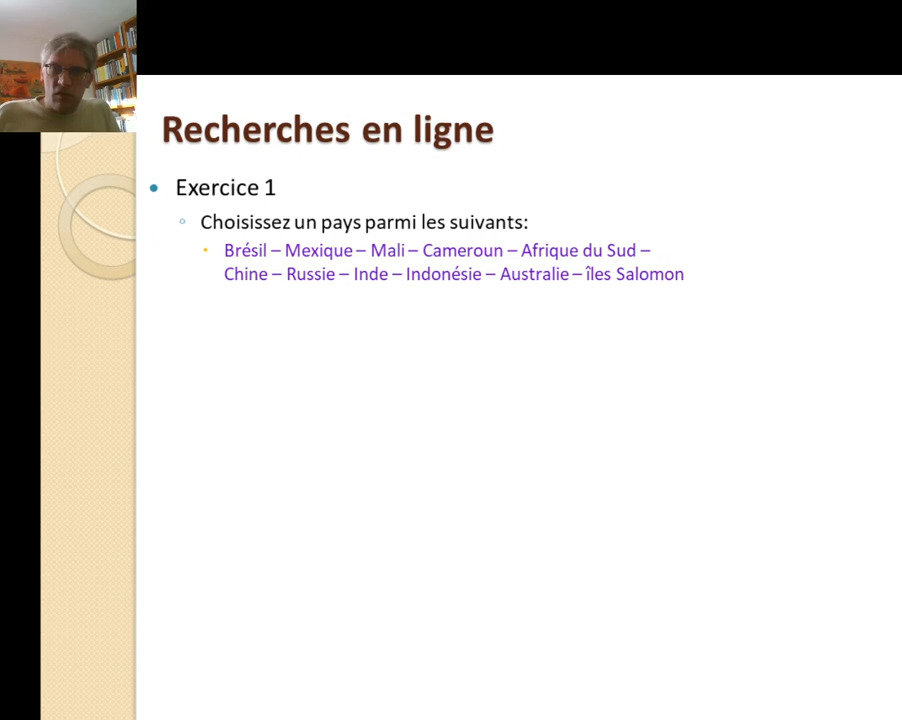 Recherches en ligne
Exercice 1
Choisissez un pays parmi les suivants:
Brésil – Mexique – Mali – Cameroun – Afrique du Sud –
Chine – Russie – Inde – Indonésie – Australie – îles Salomon